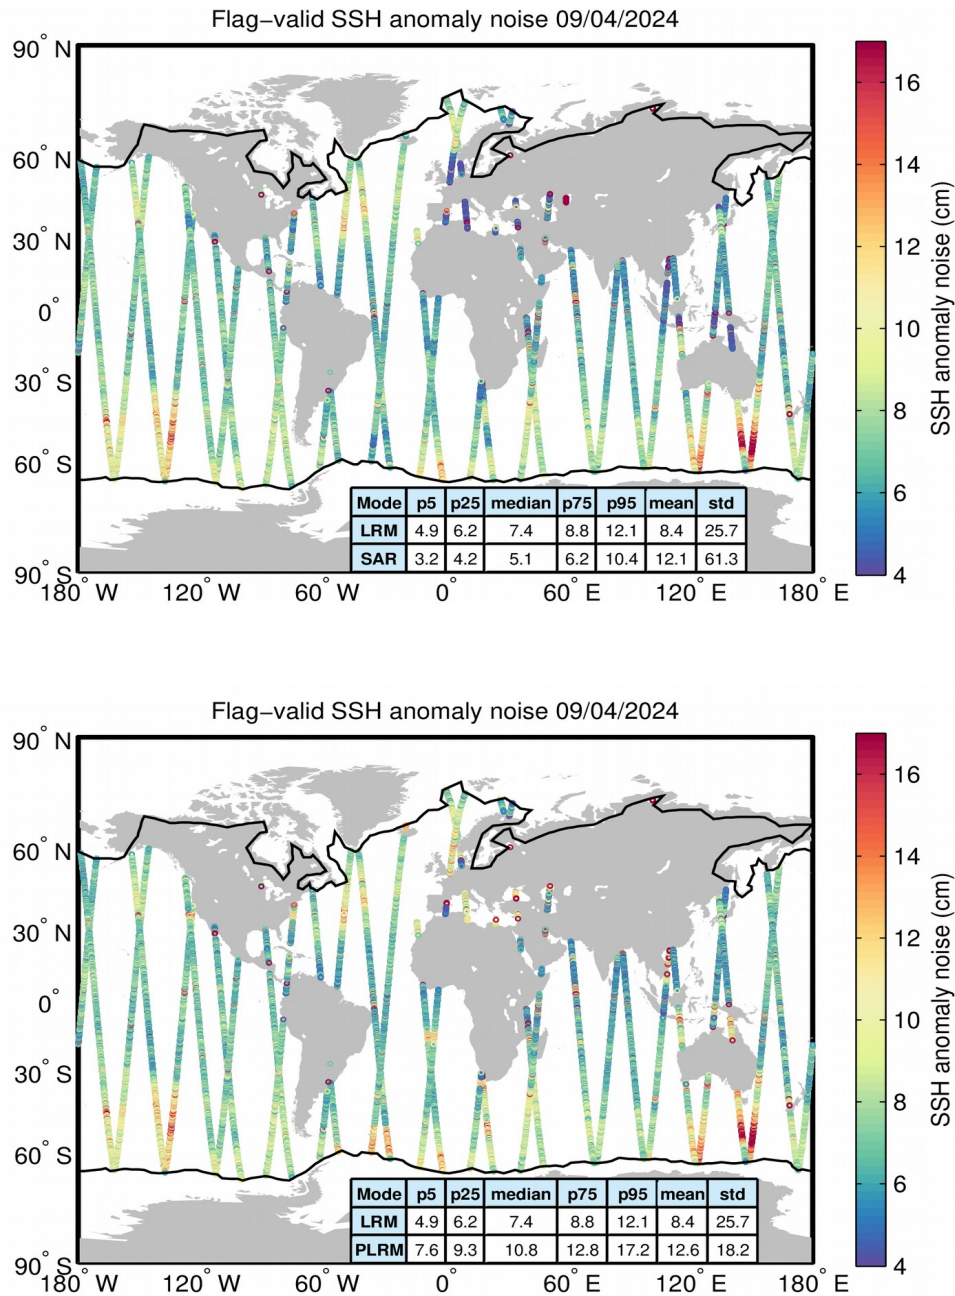 Flag−valid SSH anomaly noise 09/04/2024
90° N
60° N
30° N
0°
30° S
60° S
90° S
180° W
120° W
60° W
0°
60° E
120° E
180° E
Mode p5 p25 median p75 p95 mean std
LRM 4.9 6.2 7.4 8.8 12.1 8.4 25.7
SAR 3.2 4.2 5.1 6.2 10.4 12.1 61.3
16
14
12
10
8
6
4
SSH anomaly noise (cm)
Flag−valid SSH anomaly noise 09/04/2024
90° N
60° N
30° N
0°
30° S
60° S
90° S
180° W
120° W
60° W
0°
60° E
120° E
180° E
Mode p5 p25 median p75 p95 mean std
LRM 4.9 6.2 7.4 8.8 12.1 8.4 25.7
PLRM 7.6 9.3 10.8 12.8 17.2 12.6 18.2
16
14
12
10
8
6
4
SSH anomaly noise (cm)